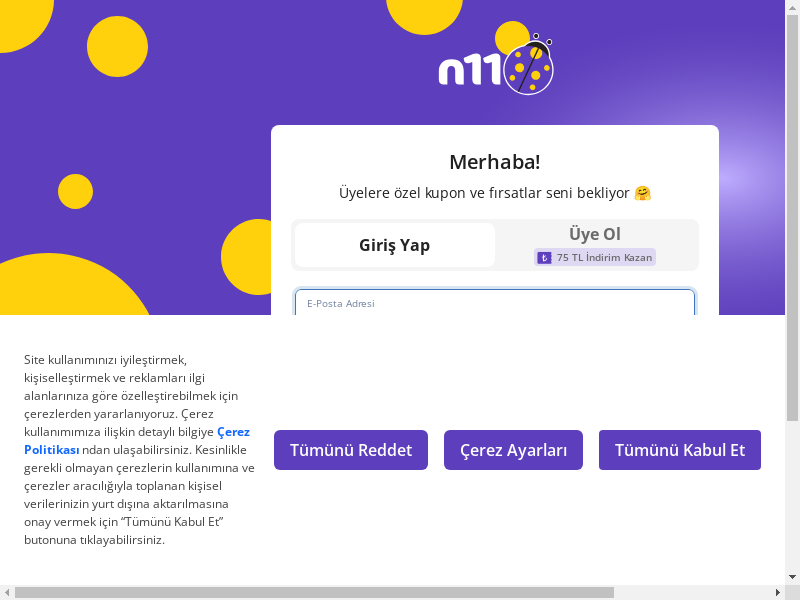 n11
Merhaba!
Üyelere özel kupon ve fırsatlar seni bekliyor 🤗
Giriş Yap
Üye Ol
₺ 75 TL İndirim Kazan
E-Posta Adresi
Site kullanımınızı iyileştirmek,
kişiselleştirmek ve reklamları ilgi
alanlarınıza göre özelleştirebilmek için
çerezlerden yararlanıyoruz. Çerez
kullanımımıza ilişkin detaylı bilgiye Çerez
Politikası ndan ulaşabilirsiniz. Kesinlikle
gerekli olmayan çerezlerin kullanımına ve
çerezler aracılığıyla toplanan kişisel
verilerinizin yurt dışına aktarılmasına
onay vermek için “Tümünü Kabul Et”
butonuna tıklayabilirsiniz.
Tümünü Reddet
Çerez Ayarları
Tümünü Kabul Et